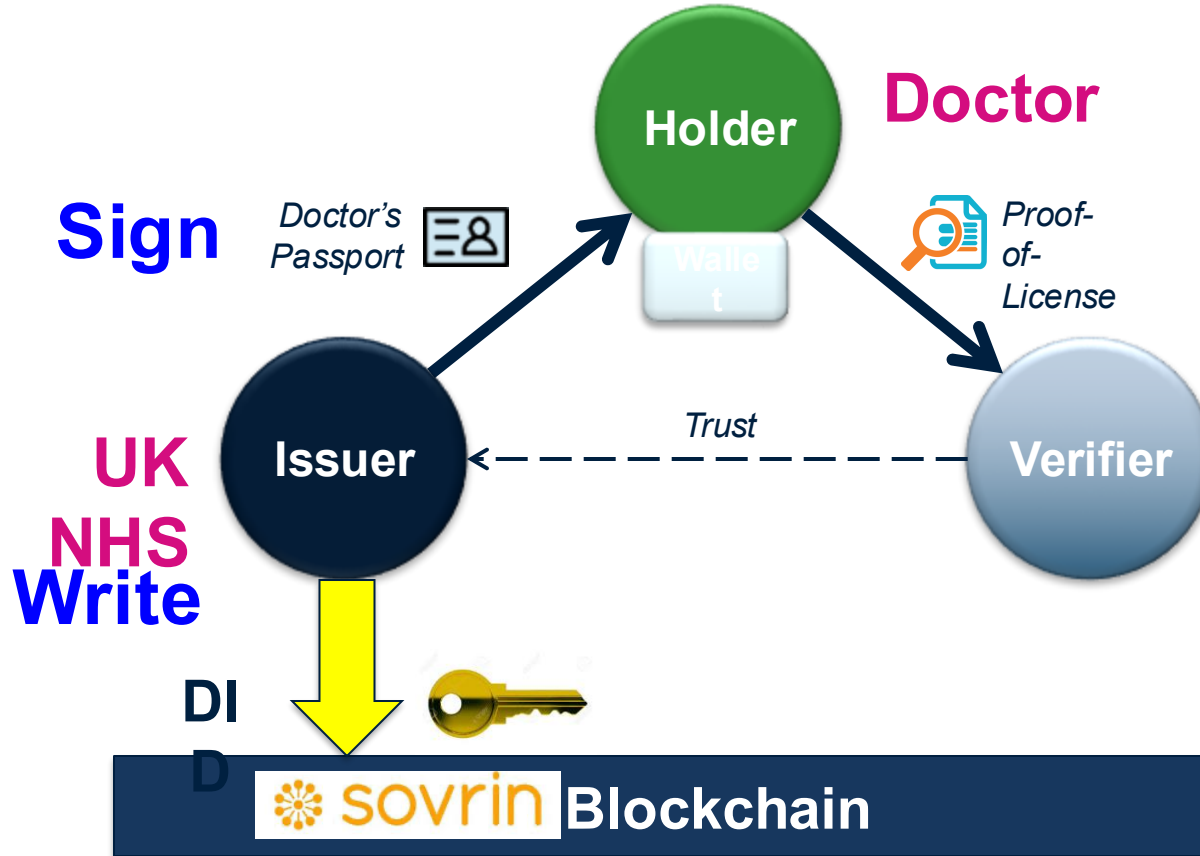 Holder
Doctor
Sign
Doctor's
Passport
Walle
t
Proof-
of-
License
Issuer
UK
NHS
Trust
Verifier
Write
DI
D
sovrin Blockchain